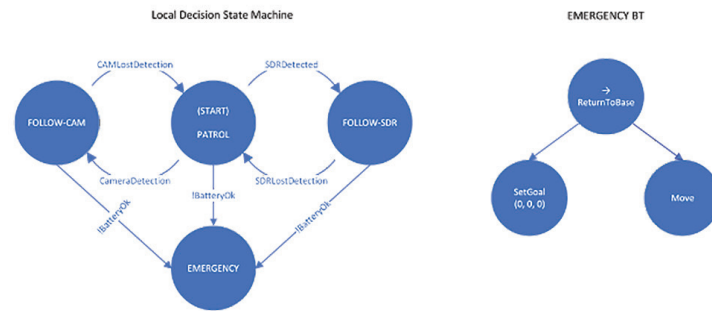 Local Decision State Machine
EMERGENCY BT
CAMLostDetection
SDRDetected
FOLLOW-CAM
(START)
PATROL
FOLLOW-SDR
CameraDetection
SDRLostDetection
!BatteryOk
!BatteryOk
!BatteryOk
EMERGENCY
→
ReturnToBase
SetGoal
(0, 0, 0)
Move